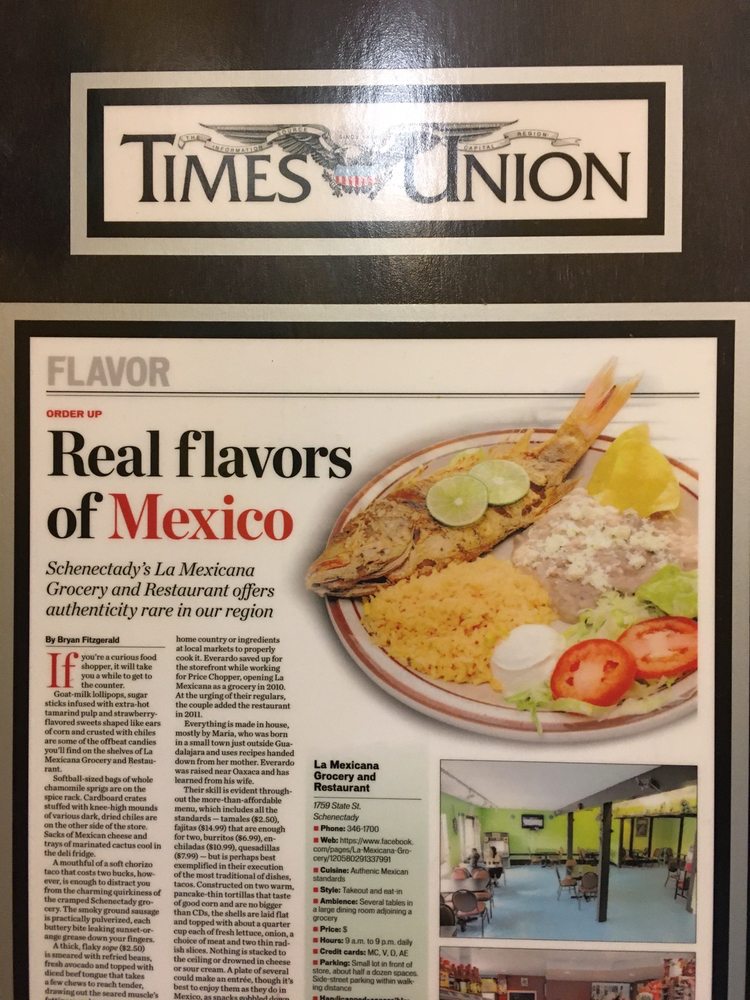 THE INFORMATION SOURCE
CAPITAL REGION
TIMES UNION
FLAVOR
ORDER UP
Real flavors
of Mexico
Schenectady's La Mexicana
Grocery and Restaurant offers
authenticity rare in our region
By Bryan Fitzgerald
If you're a curious food
shopper, it will take
you a while to get to
the counter.
Goat-milk lollipops, sugar
sticks infused with extra-hot
tamarind pulp and strawberry-
flavored sweets shaped like ears
of corn and crusted with chiles
are some of the offbeat candies
you'll find on the shelves of La
Mexicana Grocery and Restau-
rant.
Softball-sized bags of whole
chamomile sprigs are on the
spice rack. Cardboard crates
stuffed with knee-high mounds
of various dark, dried chiles are
on the other side of the store.
Sacks of Mexican cheese and
trays of marinated cactus cool in
the deli fridge.
A mouthful of a soft chorizo
taco that costs two bucks, how-
ever, is enough to distract you
from the charming quirkiness of
the cramped Schenectady gro-
cery. The smoky ground sausage
is practically pulverized, each
buttery bite leaking sunset-or-
ange grease down your fingers.
A thick, flaky sope ($2.50)
is smeared with refried beans,
fresh avocado and topped with
diced beef tongue that takes
a few chews to reach tender,
drawing out the seared muscle's
home country or ingredients
at local markets to properly
cook it. Everardo saved up for
the storefront while working
for Price Chopper, opening La
Mexicana as a grocery in 2010.
At the urging of their regulars,
the couple added the restaurant
in 2011.
Everything is made in house,
mostly by Maria, who was born
in a small town just outside Gua-
dalajara and uses recipes handed
down from her mother. Everardo
was raised near Oaxaca and has
learned from his wife.
Their skill is evident through-
out the more-than-affordable
menu, which includes all the
standards — tamales ($2.50),
fajitas ($14.99) that are enough
for two, burritos ($6.99), en-
chiladas ($10.99), quesadillas
($7.99) — but is perhaps best
exemplified in their execution
of the most traditional of dishes,
tacos. Constructed on two warm,
pancake-thin tortillas that taste
of good corn and are no bigger
than CDs, the shells are laid flat
and topped with about a quarter
cup each of fresh lettuce, onion, a
choice of meat and two thin rad-
ish slices. Nothing is stacked to
the ceiling or drowned in cheese
or sour cream. A plate of several
could make an entrée, though it's
best to enjoy them as they do in
Mexico, as snacks gobbled down
La Mexicana
Grocery and
Restaurant
1759 State St.
Schenectady
■ Phone: 346-1700
■ Web: https://www.facebook.
com/pages/La-Mexicana-Gro-
cery/120580291337991
■ Cuisine: Authenic Mexican
standards
■ Style: Takeout and eat-in
■ Ambience: Several tables in
a large dining room adjoining a
grocery
■ Price: $
■ Hours: 9 a.m. to 9 p.m. daily
■ Credit cards: MC, V, D, AE
■ Parking: Small lot in front of
store, about half a dozen spaces.
Side-street parking within walk-
ing distance